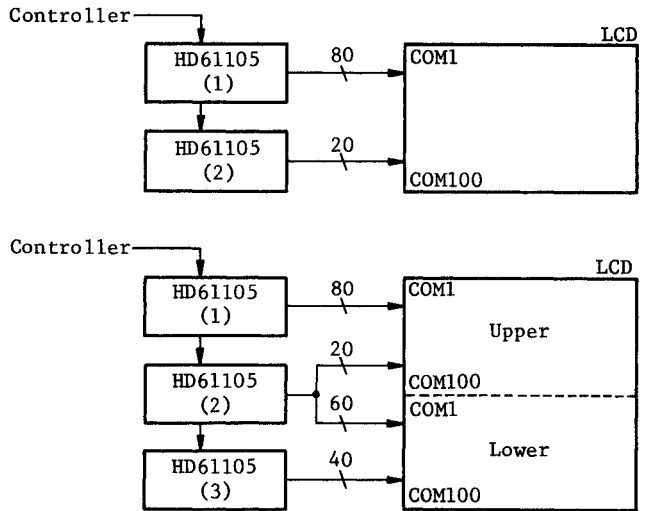 Controller
LCD
HD61105
(1)
80
COM1
HD61105
(2)
20
COM100
Controller
LCD
HD61105
(1)
80
COM1
Upper
20
HD61105
(2)
COM100
60
COM1
Lower
40
HD61105
(3)
COM100